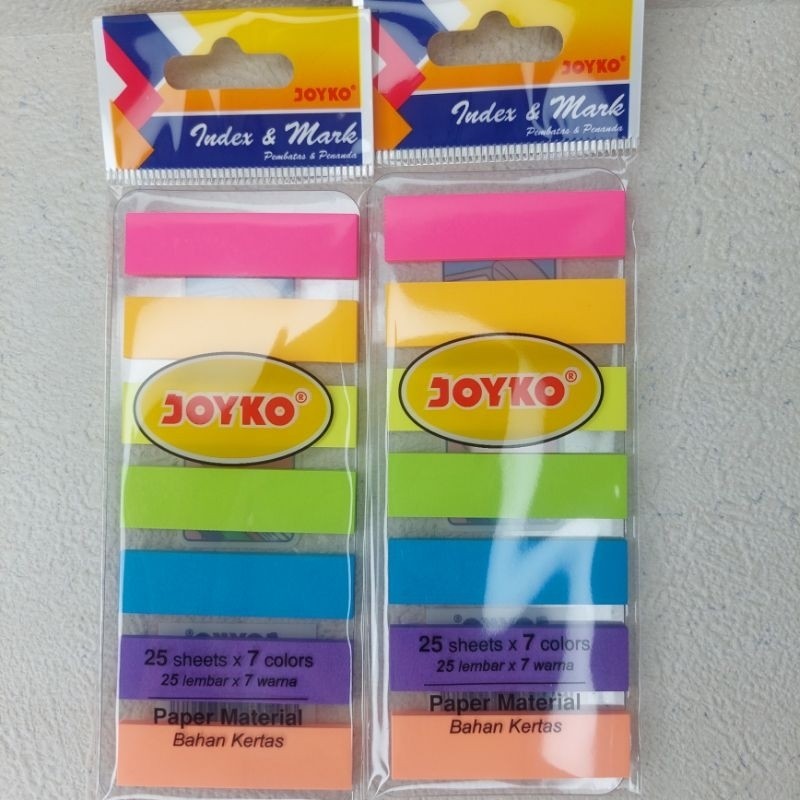 JOYKO®
Index & Mark
Pembatas & Penanda
JOYKO®
25 sheets x 7 colors
25 lembar x 7 warna
Paper Material
Bahan Kertas
JOYKO®
Index & Mark
Pembatas & Penanda
JOYKO®
25 sheets x 7 colors
25 lembar x 7 warna
Paper Material
Bahan Kertas